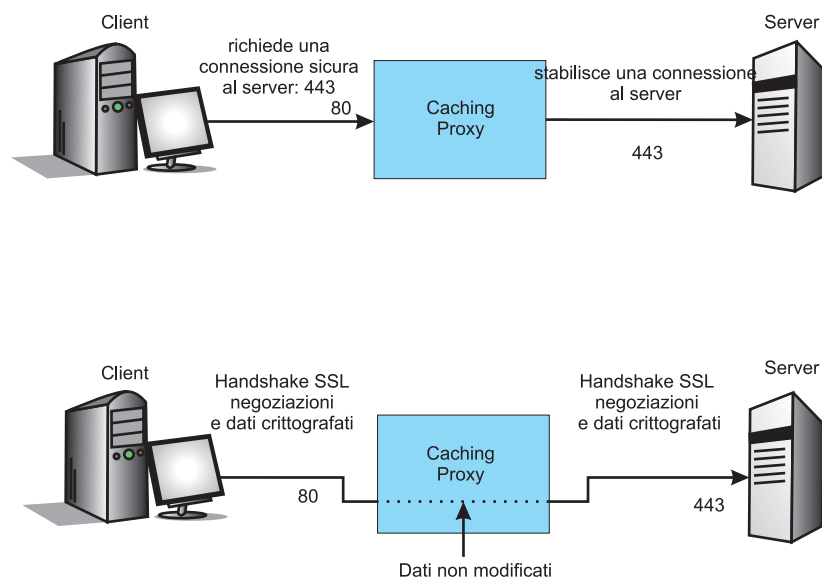 Client
Server
richiede una
connessione sicura
al server: 443
80
Caching
Proxy
stabilisce una connessione
al server
443
Client
Server
Handshake SSL
negoziazioni
e dati crittografati
Handshake SSL
negoziazioni
e dati crittografati
Caching
Proxy
80
443
Dati non modificati